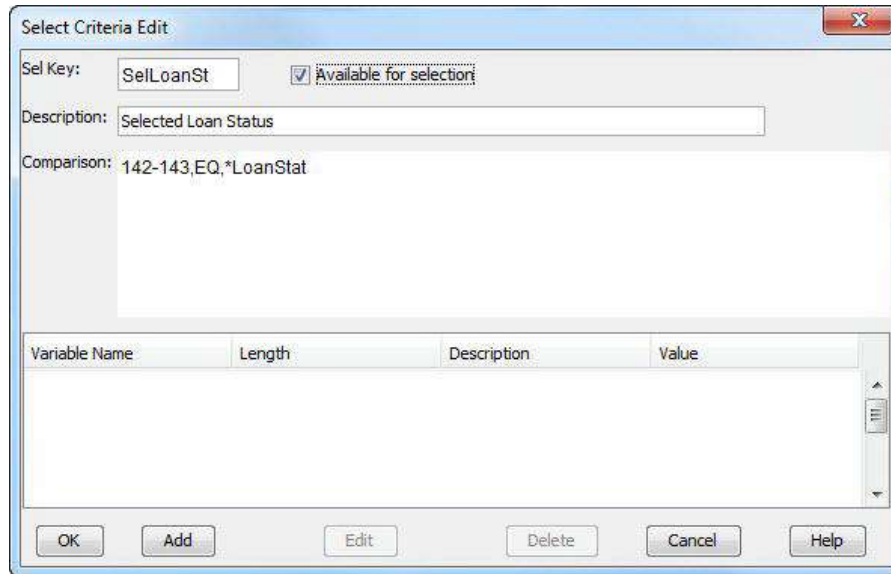 Select Criteria Edit
Sel Key: SelLoanSt Available for selection
Description: Selected Loan Status
Comparison: 142-143,EQ,*LoanStat
Variable Name Length Description Value
OK Add Edit Delete Cancel Help